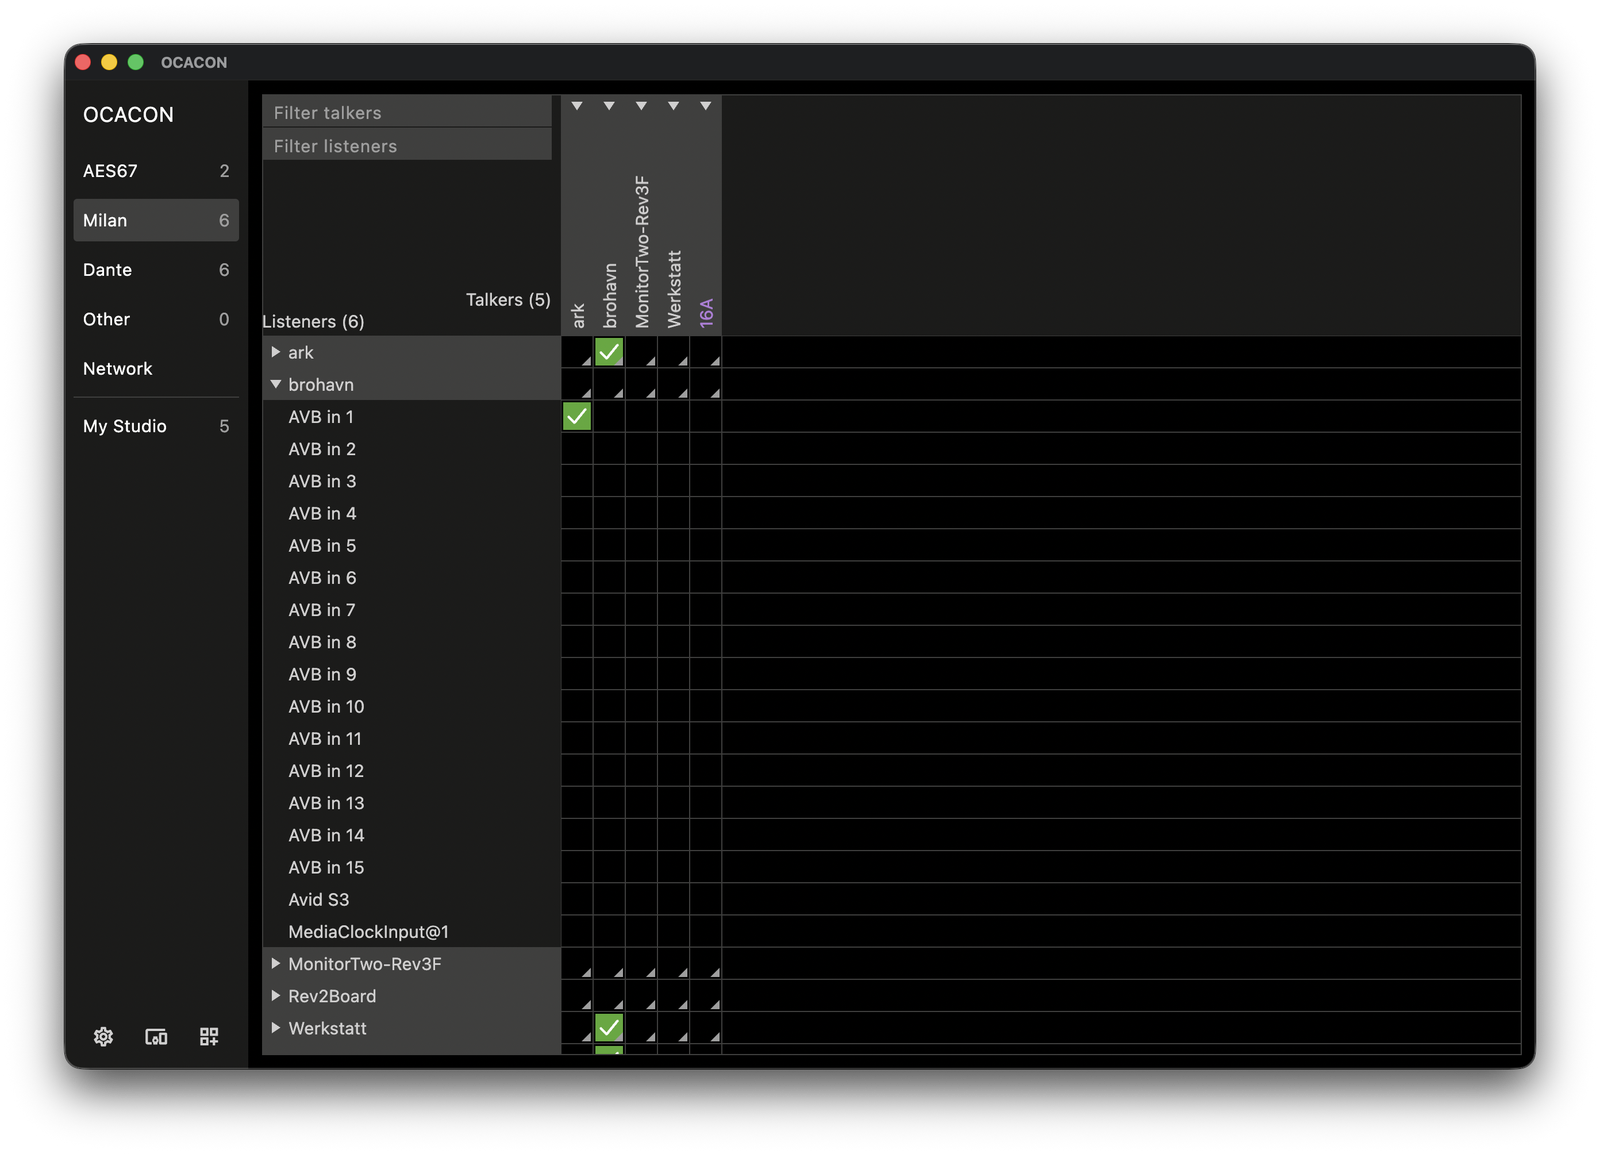 OCACON
OCACON
AES67 2
Milan 6
Dante 6
Other 0
Network
My Studio 5
Filter talkers
Filter listeners
Talkers (5)
Listeners (6)
ark
brohavn
MonitorTwo-Rev3F
Werkstatt
16A
ark
brohavn
AVB in 1
AVB in 2
AVB in 3
AVB in 4
AVB in 5
AVB in 6
AVB in 7
AVB in 8
AVB in 9
AVB in 10
AVB in 11
AVB in 12
AVB in 13
AVB in 14
AVB in 15
Avid S3
MediaClockInput@1
MonitorTwo-Rev3F
Rev2Board
Werkstatt